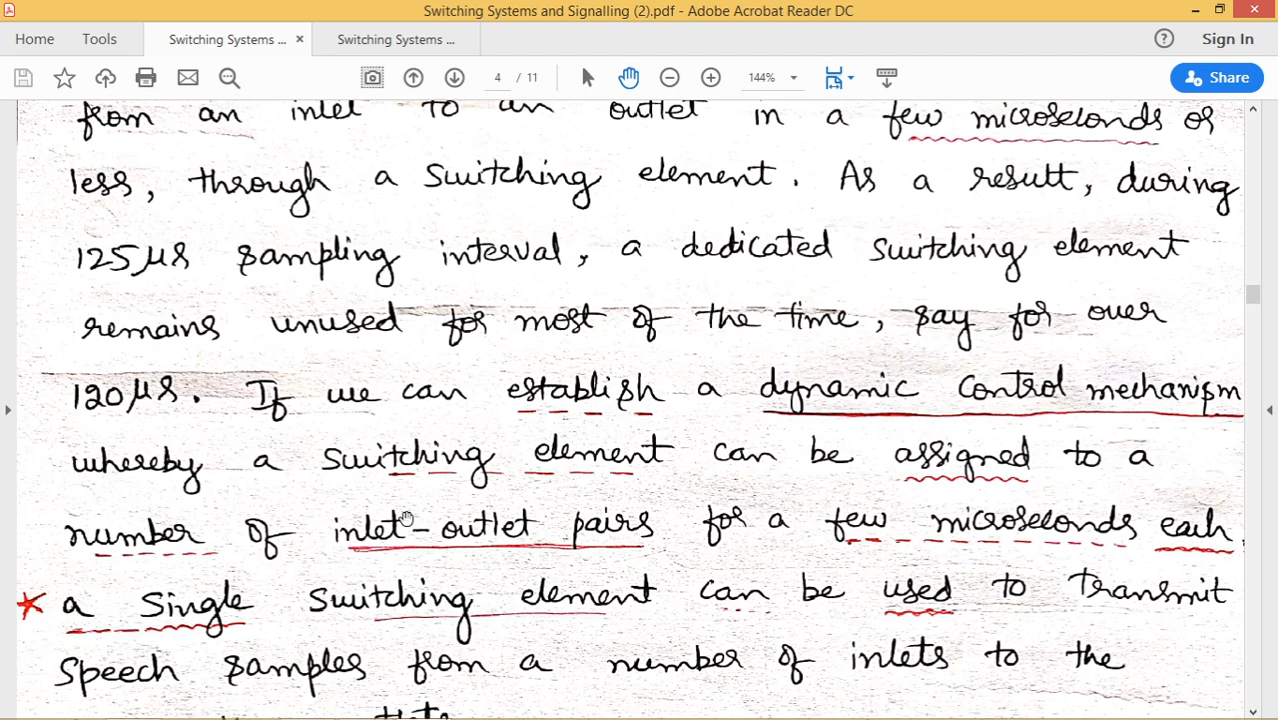 Switching Systems and Signalling (2).pdf - Adobe Acrobat Reader DC
Home Tools Switching Systems ... × Switching Systems ... Sign In
4 / 11 144% Share
from an inlet to an outlet in a few microseconds or
less, through a switching element. As a result, during
125μs sampling interval, a dedicated switching element
remains unused for most of the time, say for over
120μs. If we can establish a dynamic control mechanism
whereby a switching element can be assigned to a
number of inlet-outlet pairs for a few microseconds each,
a single switching element can be used to transmit
speech samples from a number of inlets to the